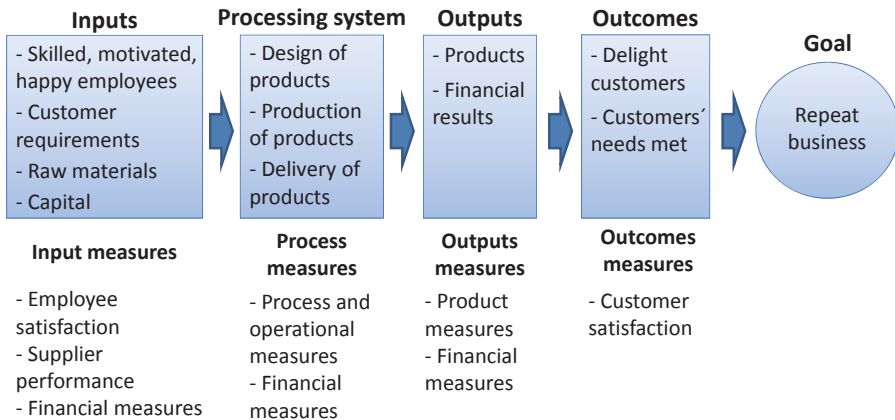 Inputs
- Skilled, motivated,
happy employees
- Customer
requirements
- Raw materials
- Capital
Input measures
- Employee
satisfaction
- Supplier
performance
- Financial measures
Processing system
- Design of
products
- Production
of products
- Delivery of
products
Process
measures
- Process and
operational
measures
- Financial
measures
Outputs
- Products
- Financial
results
Outputs
measures
- Product
measures
- Financial
measures
Outcomes
- Delight
customers
- Customers´
needs met
Outcomes
measures
- Customer
satisfaction
Goal
Repeat
business